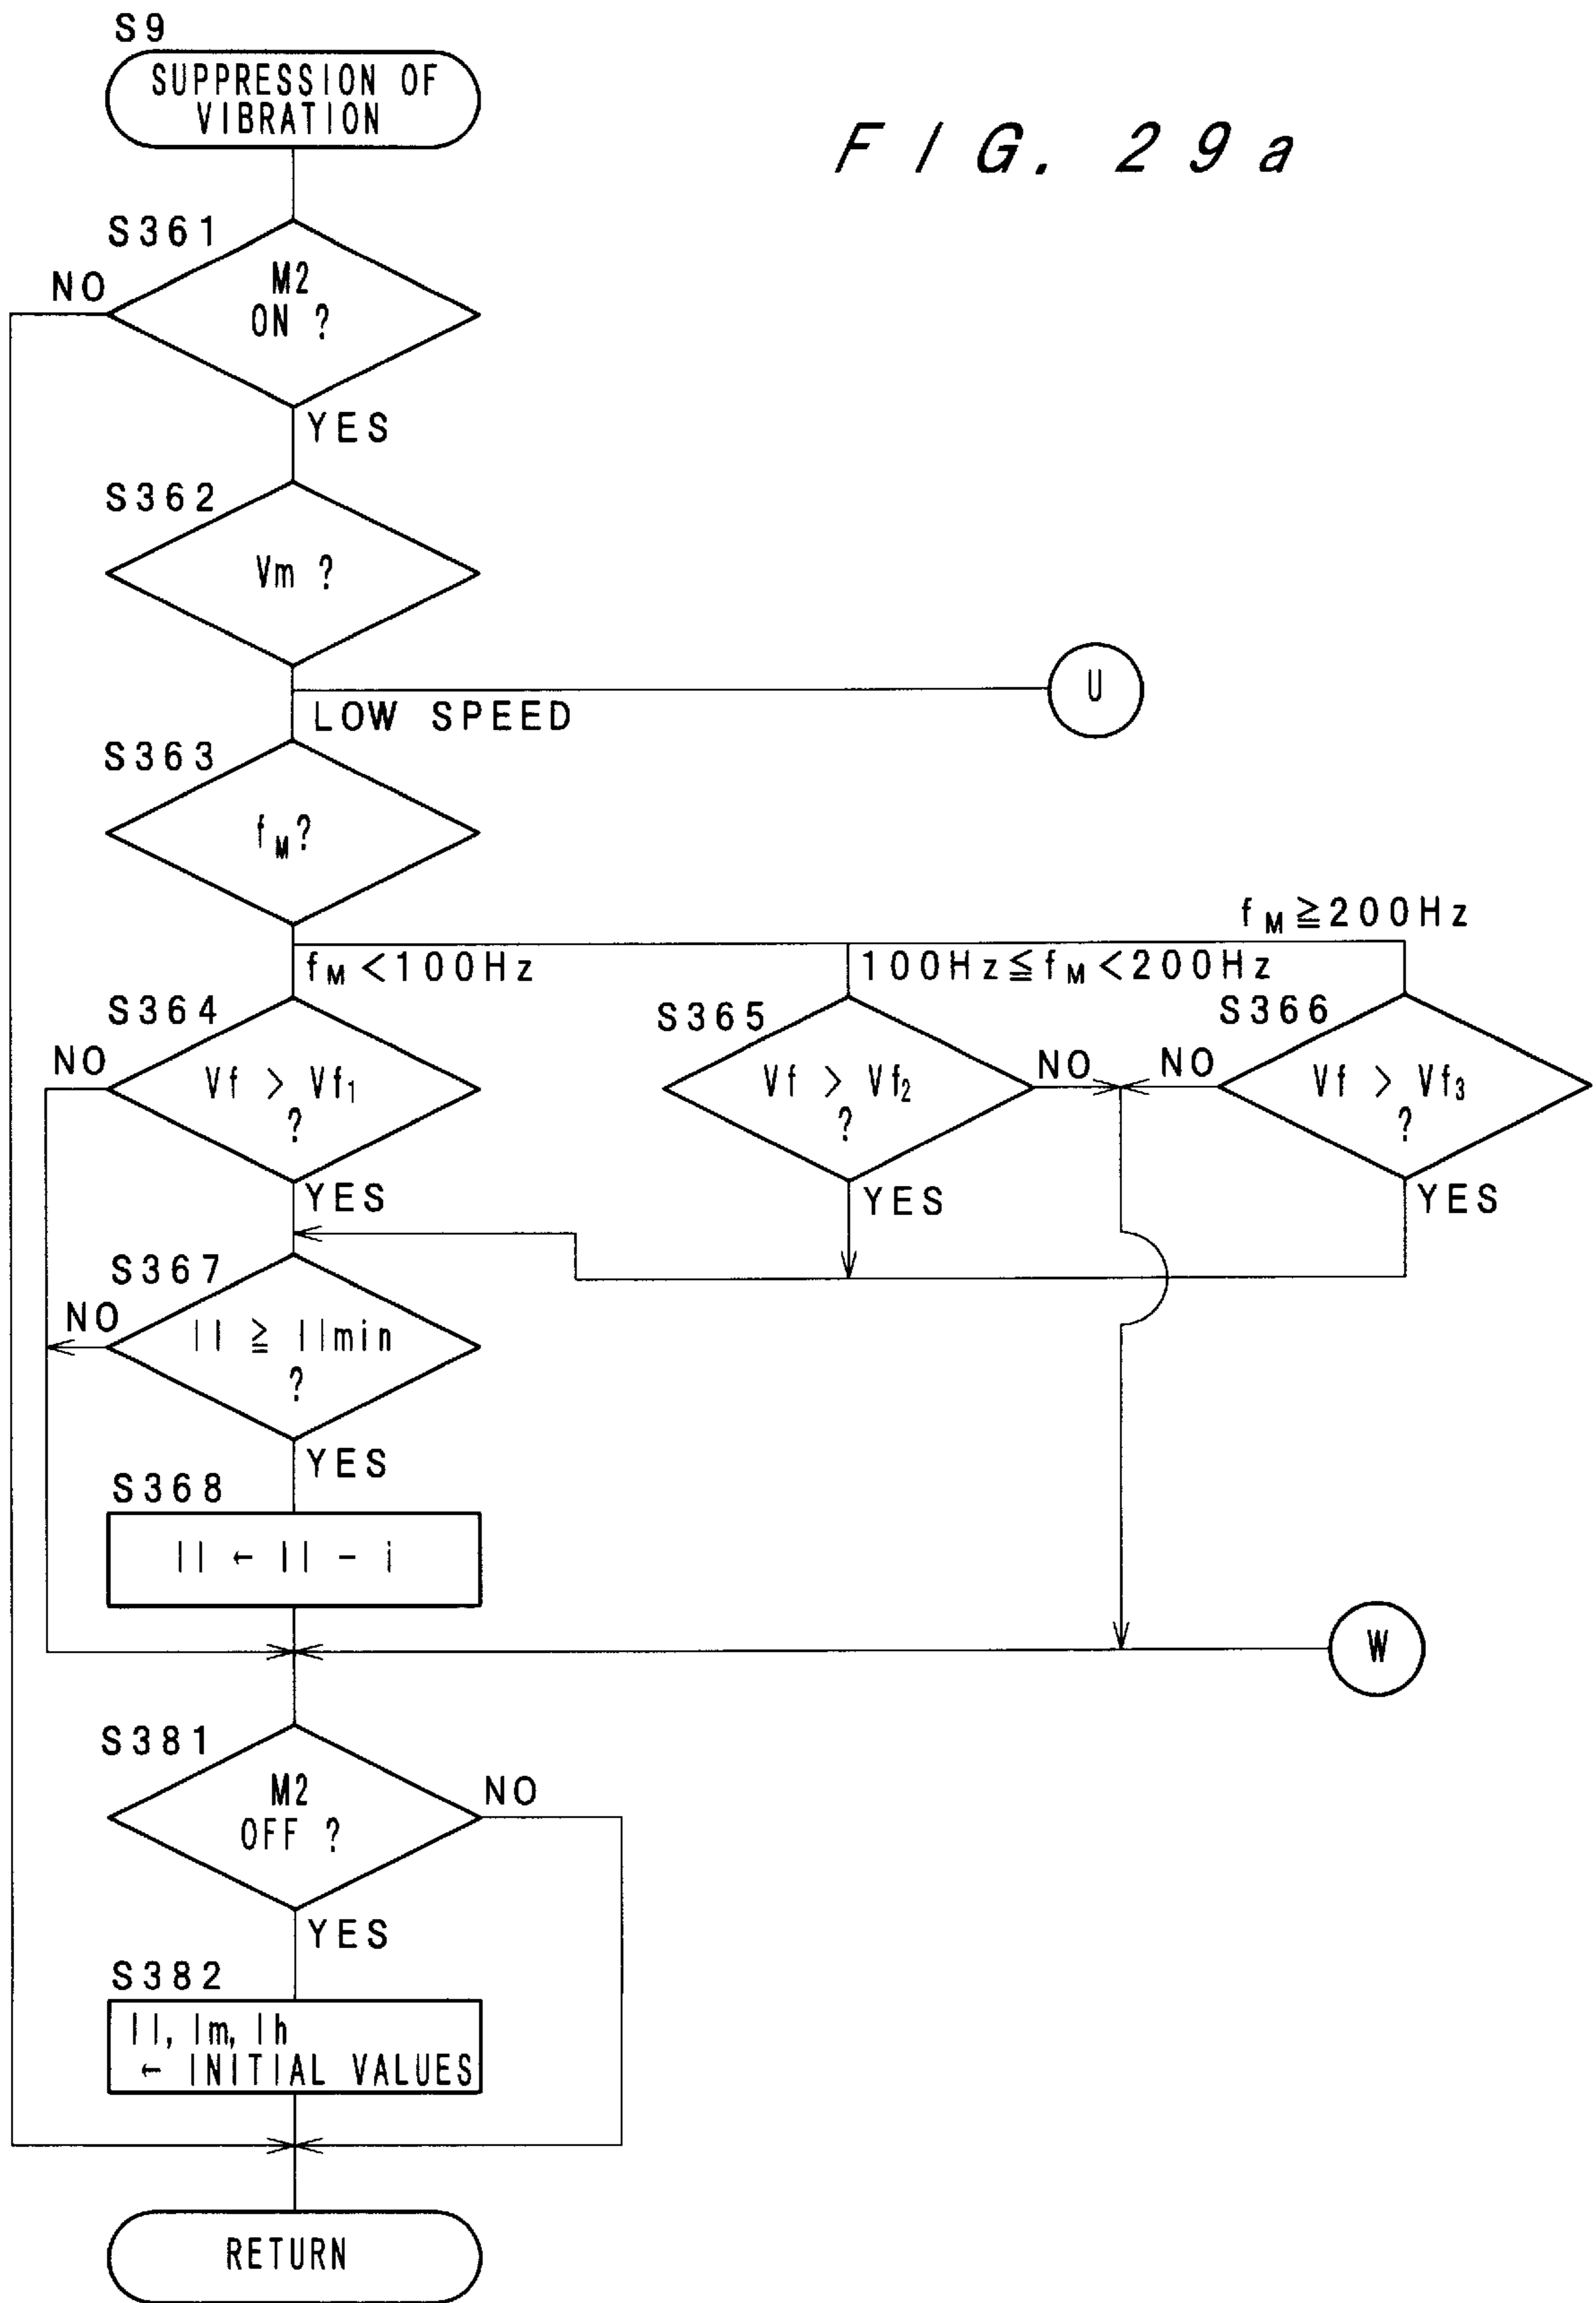 S9
SUPPRESSION OF
VIBRATION
FIG. 29a
S361
M2
ON ?
NO
YES
S362
Vm ?
U
LOW SPEED
S363
fM?
fM≧200Hz
fM<100Hz
100Hz≦fM<200Hz
S364
NO
Vf > Vf1
?
YES
S365
Vf > Vf2
?
NO
YES
S366
NO
Vf > Vf3
?
YES
S367
NO
Il ≧ Ilmin
?
YES
S368
Il ← Il − i
W
S381
M2
OFF ?
NO
YES
S382
Il, Im, Ih
← INITIAL VALUES
RETURN